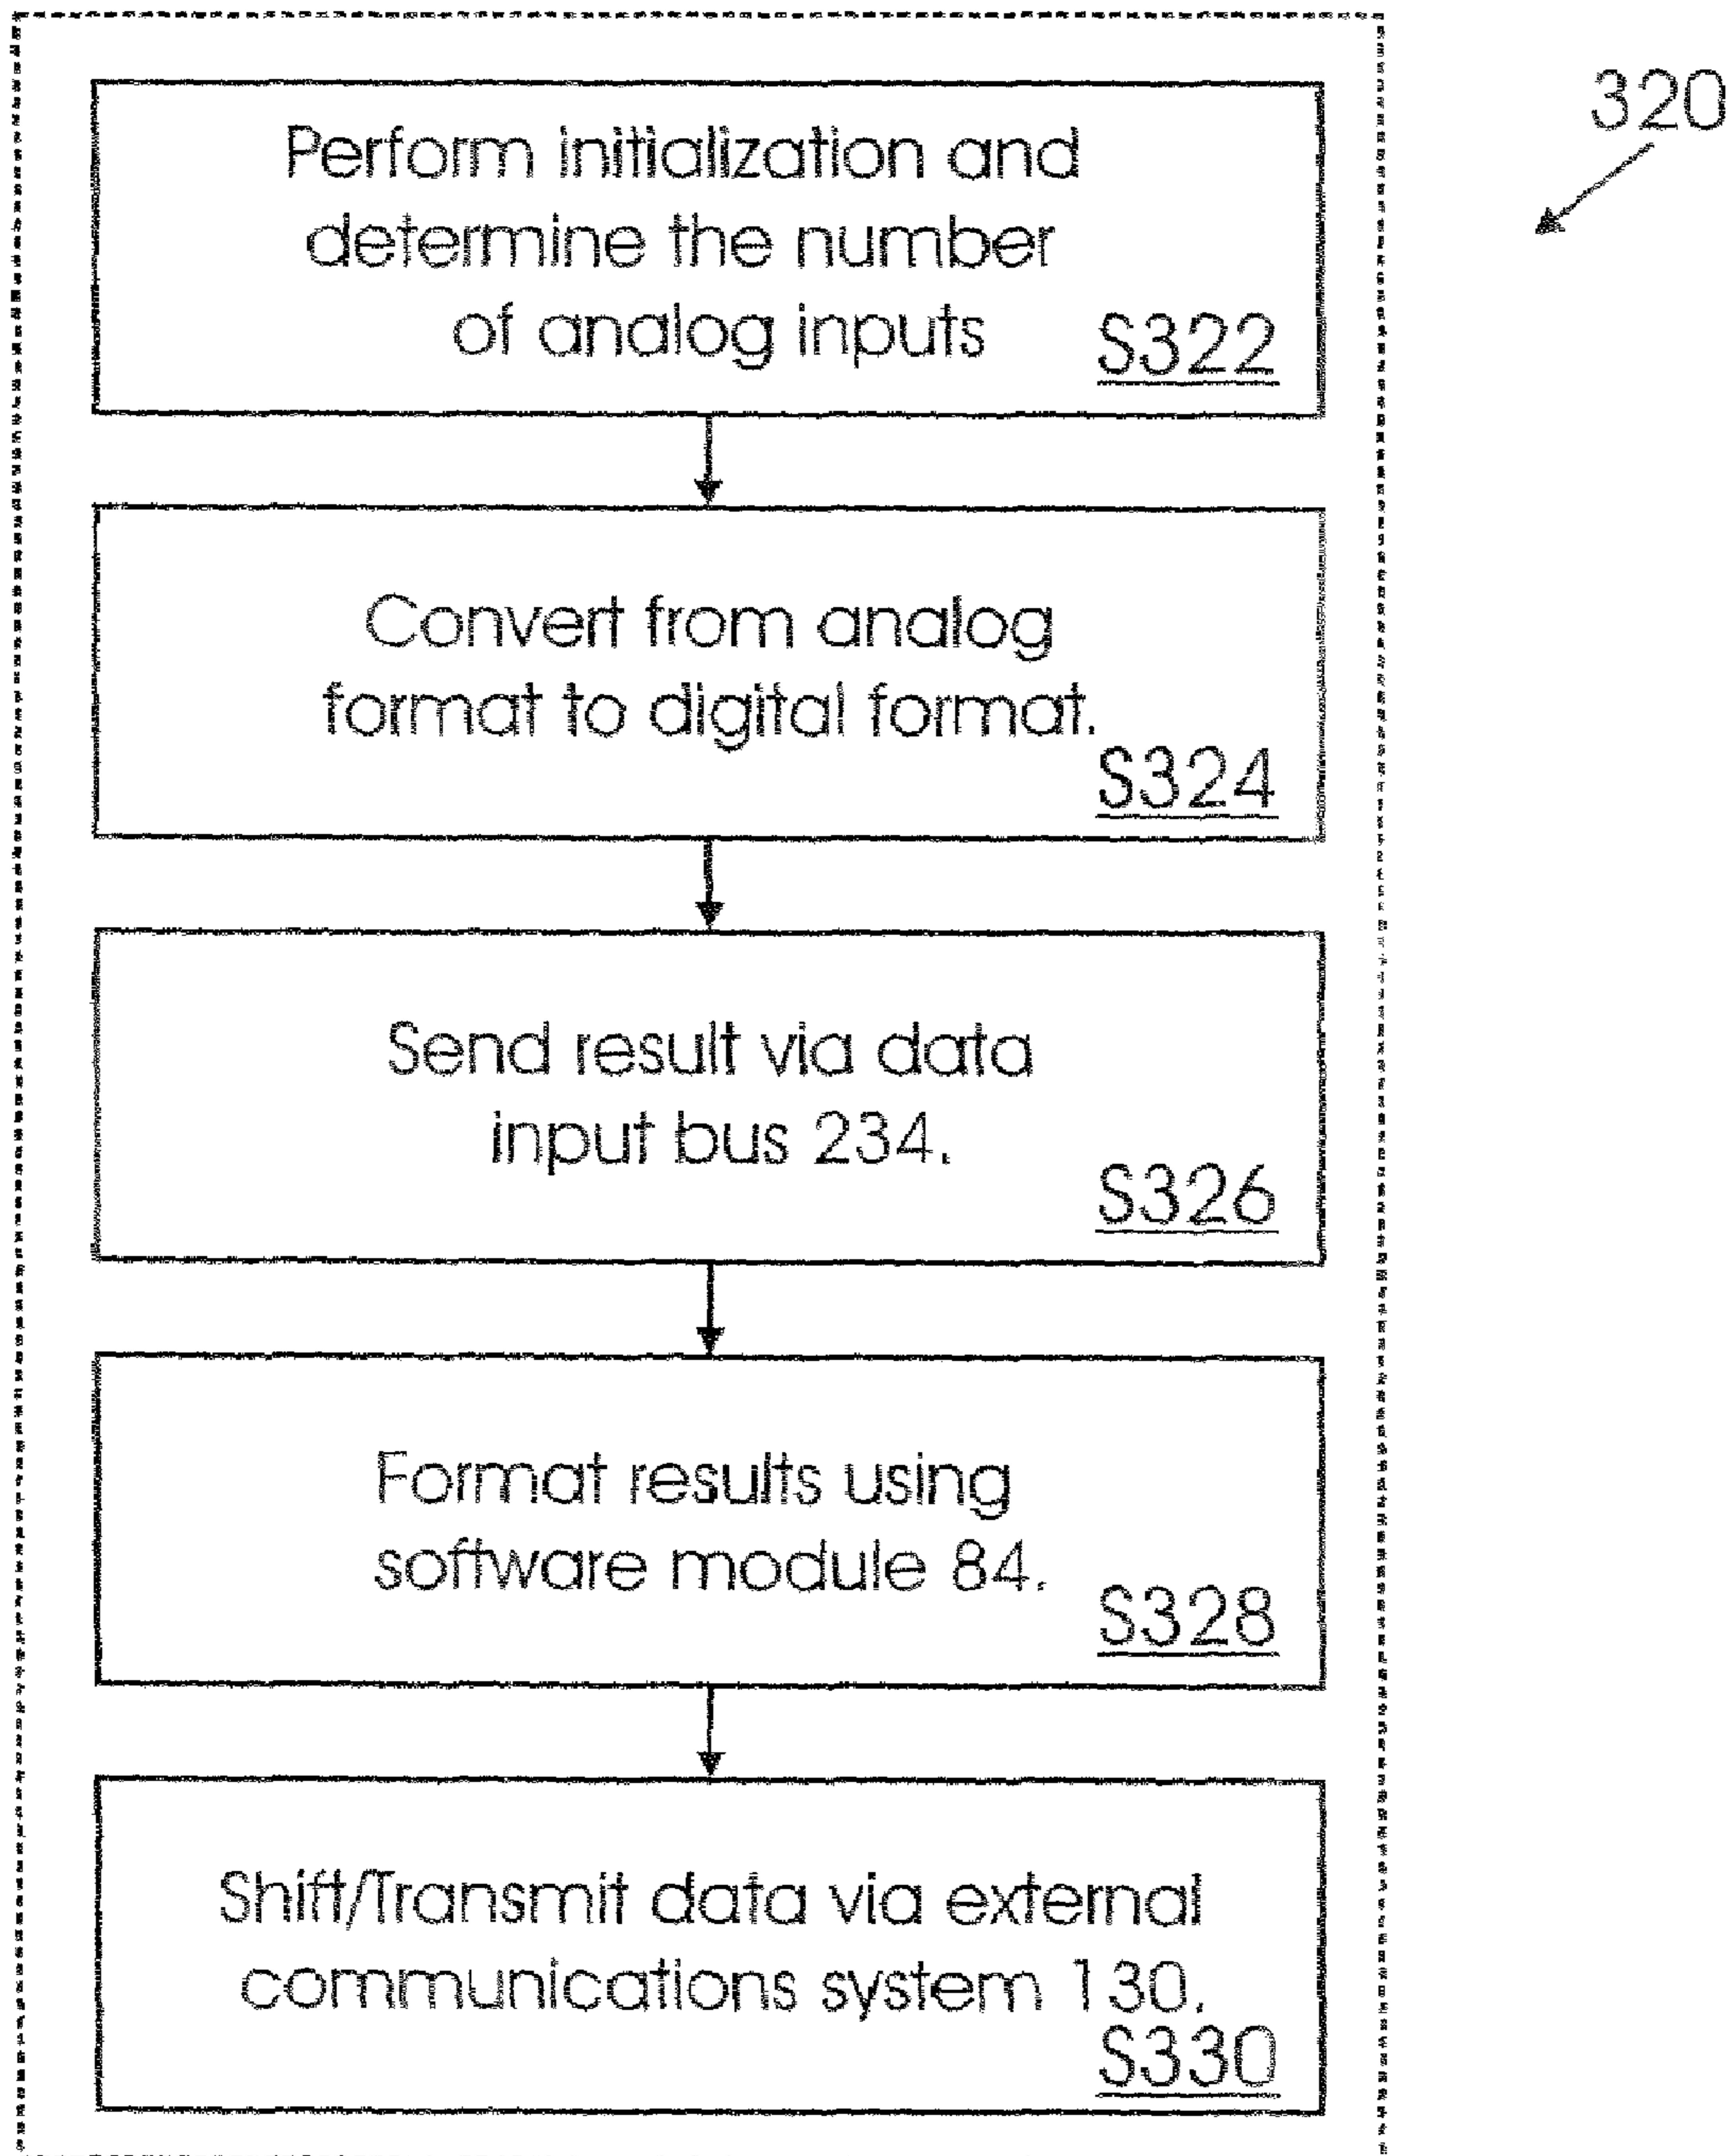 320
Perform initialization and
determine the number
of analog inputs
S322
Convert from analog
format to digital format.
S324
Send result via data
input bus 234.
S326
Format results using
software module 84.
S328
Shift/Transmit data via external
communications system 130.
S330